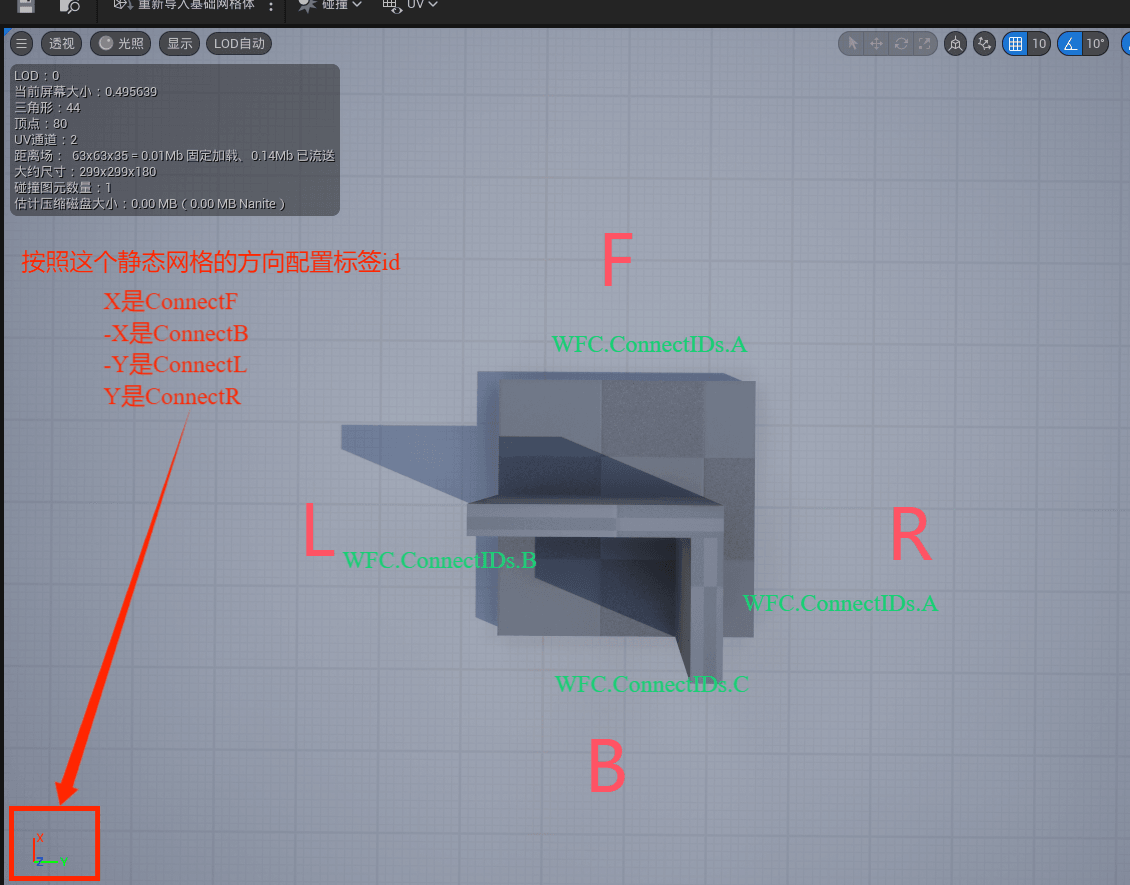 重新导入基础网格体
碰撞
UV
透视
光照
显示
LOD自动
10
10°
LOD：0
当前屏幕大小：0.495639
三角形：44
顶点：80
UV通道：2
距离场： 63x63x35 = 0.01Mb 固定加载、0.14Mb 已流送
大约尺寸：299x299x180
碰撞图元数量：1
估计压缩磁盘大小：0.00 MB（0.00 MB Nanite）
按照这个静态网格的方向配置标签id
X是ConnectF
-X是ConnectB
-Y是ConnectL
Y是ConnectR
F
WFC.ConnectIDs.A
L
WFC.ConnectIDs.B
R
WFC.ConnectIDs.A
WFC.ConnectIDs.C
B
X
Z
Y